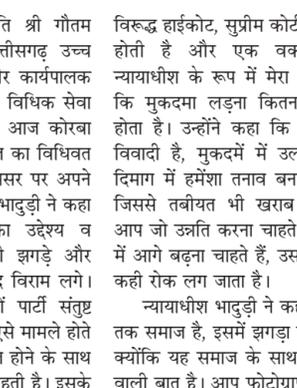 ति श्री गौतम
त्तीसगढ़ उच्च
र कार्यपालक
विधिक सेवा
आज कोरबा
का विधिवत
सर पर अपने
भादुड़ी ने कहा
का उद्देश्य व
झगड़े और
विराम लगे।
पार्टी संतुष्ट
से मामले होते
होने के साथ
हती है। इसके
विरूद्ध हाईकोट, सुप्रीम कोर्ट
होती है और एक वक
न्यायाधीश के रूप में मेरा
कि मुकदमा लड़ना कितन
होता है। उन्होंने कहा कि
विवादी है, मुकदमें में उल
दिमाग में हमेंशा तनाव बन
जिससे तबीयत भी खराब
आप जो उन्नति करना चाहते
में आगे बढ़ना चाहते हैं, उस
कही रोक लग जाता है।
न्यायाधीश भादुड़ी ने कह
तक समाज है, इसमें झगड़ा
क्योंकि यह समाज के साथ
वाली बात है। आप फोटोग्रा